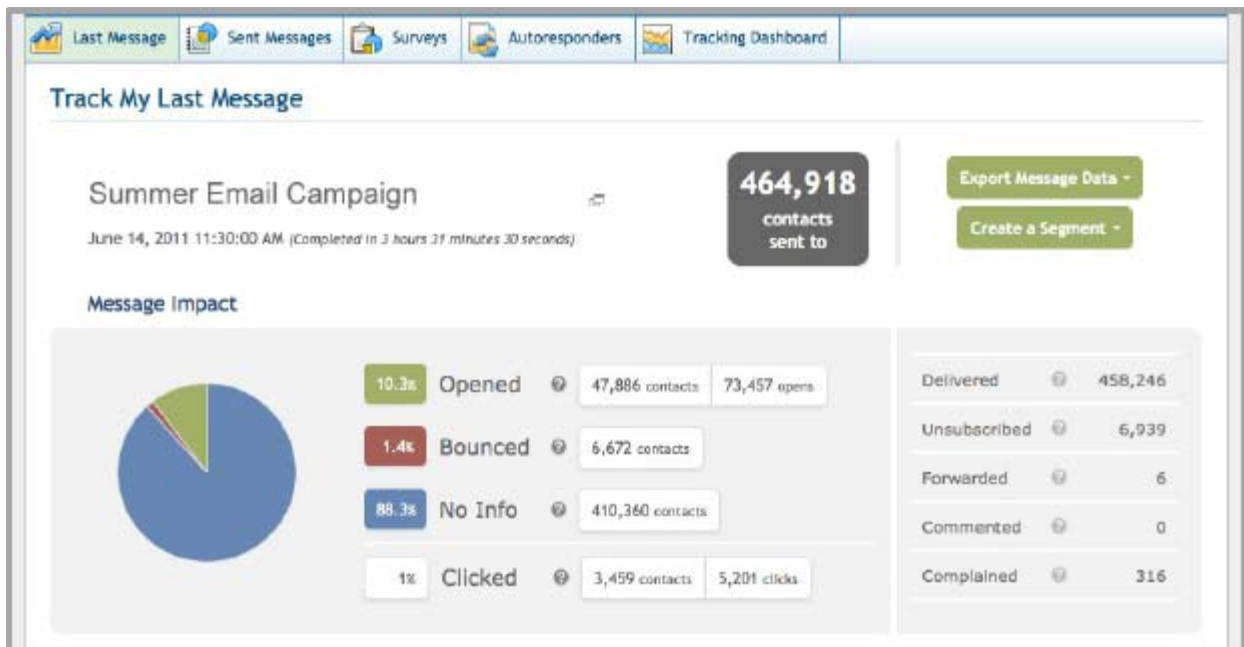 Last Message Sent Messages Surveys Autoresponders Tracking Dashboard
Track My Last Message
Summer Email Campaign
June 14, 2011 11:30:00 AM (Completed in 3 hours 31 minutes 30 seconds)
464,918
contacts
sent to
Export Message Data
Create a Segment
Message Impact
10.3% Opened ? 47,886 contacts 73,457 opens
1.4% Bounced ? 6,672 contacts
88.3% No Info ? 410,360 contacts
1% Clicked ? 3,459 contacts 5,201 clicks
Delivered ? 458,246
Unsubscribed ? 6,939
Forwarded ? 6
Commented ? 0
Complained ? 316